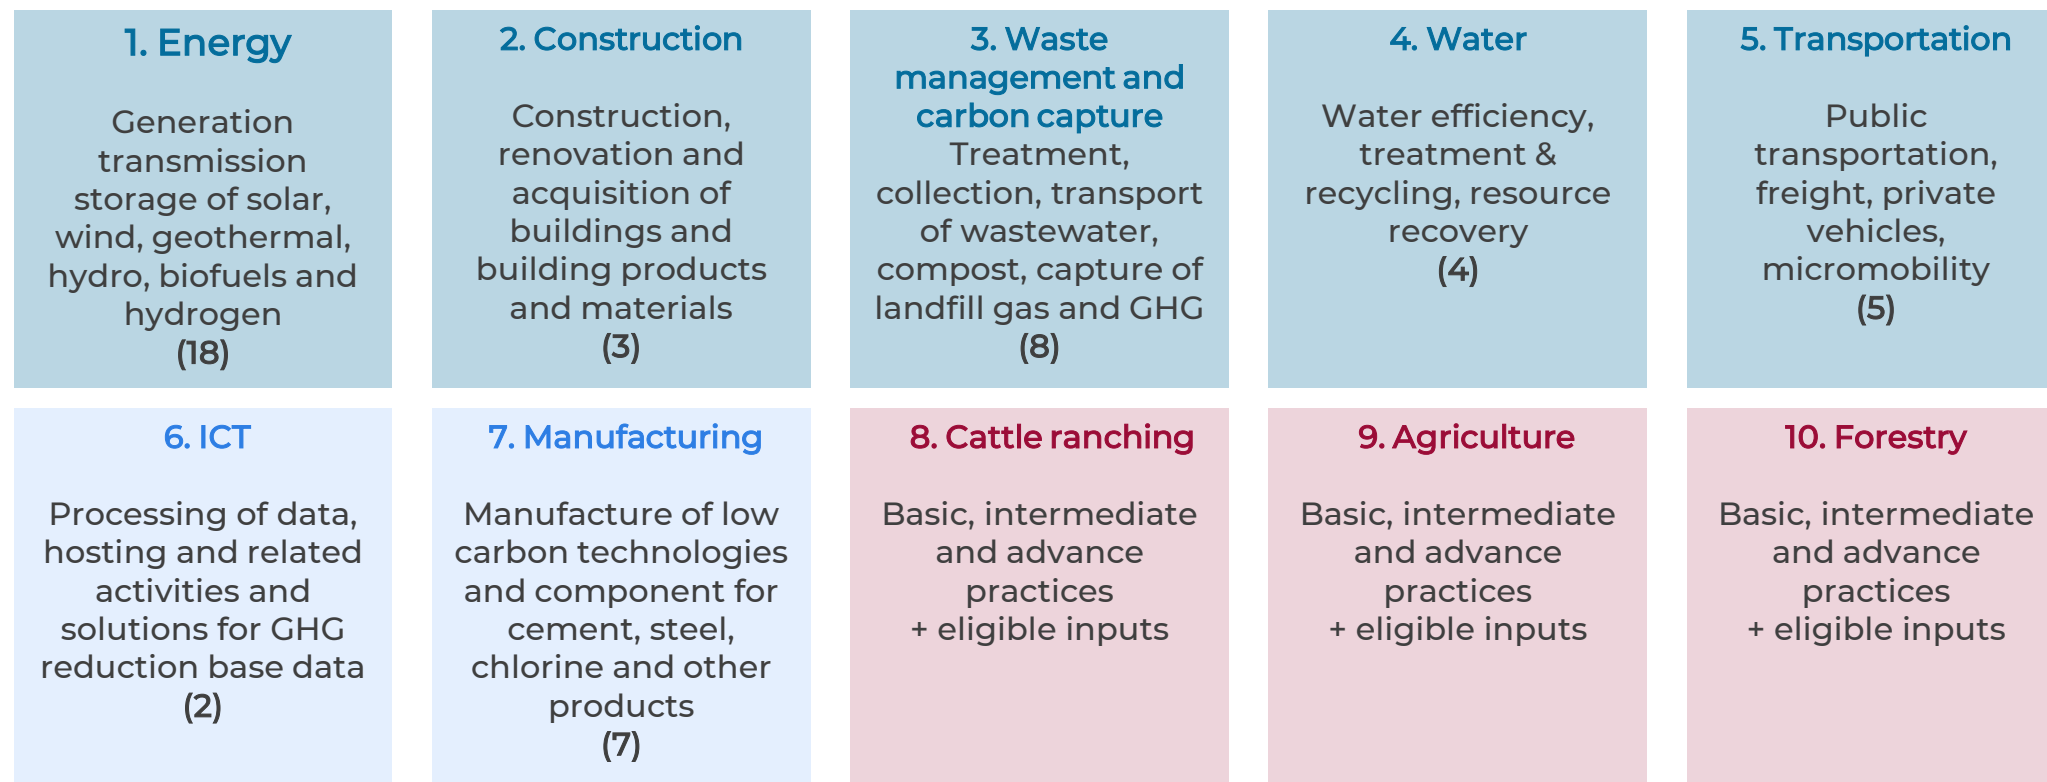 1. Energy
Generation
transmission
storage of solar,
wind, geothermal,
hydro, biofuels and
hydrogen
(18)
2. Construction
Construction,
renovation and
acquisition of
buildings and
building products
and materials
(3)
3. Waste
management and
carbon capture
Treatment,
collection, transport
of wastewater,
compost, capture of
landfill gas and GHG
(8)
4. Water
Water efficiency,
treatment &
recycling, resource
recovery
(4)
5. Transportation
Public
transportation,
freight, private
vehicles,
micromobility
(5)
6. ICT
Processing of data,
hosting and related
activities and
solutions for GHG
reduction base data
(2)
7. Manufacturing
Manufacture of low
carbon technologies
and component for
cement, steel,
chlorine and other
products
(7)
8. Cattle ranching
Basic, intermediate
and advance
practices
+ eligible inputs
9. Agriculture
Basic, intermediate
and advance
practices
+ eligible inputs
10. Forestry
Basic, intermediate
and advance
practices
+ eligible inputs